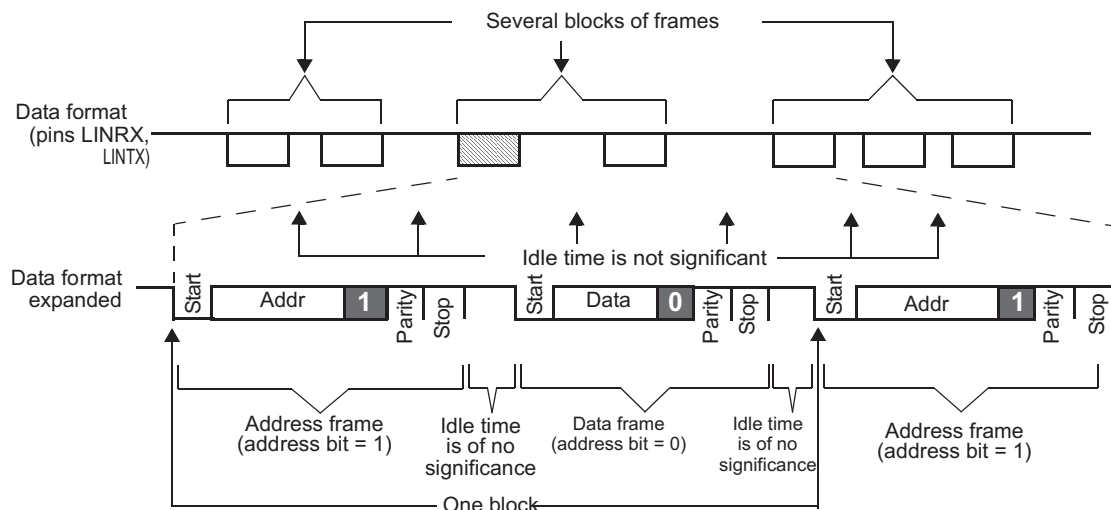 Several blocks of frames
Data format
(pins LINRX,
LINTX)
Idle time is not significant
Data format
expanded
Start
Addr
1
Parity
Stop
Start
Data
0
Parity
Stop
Start
Addr
1
Parity
Stop
Address frame
(address bit = 1)
Idle time
is of no
significance
Data frame
(address bit = 0)
Idle time
is of no
significance
Address frame
(address bit = 1)
One block